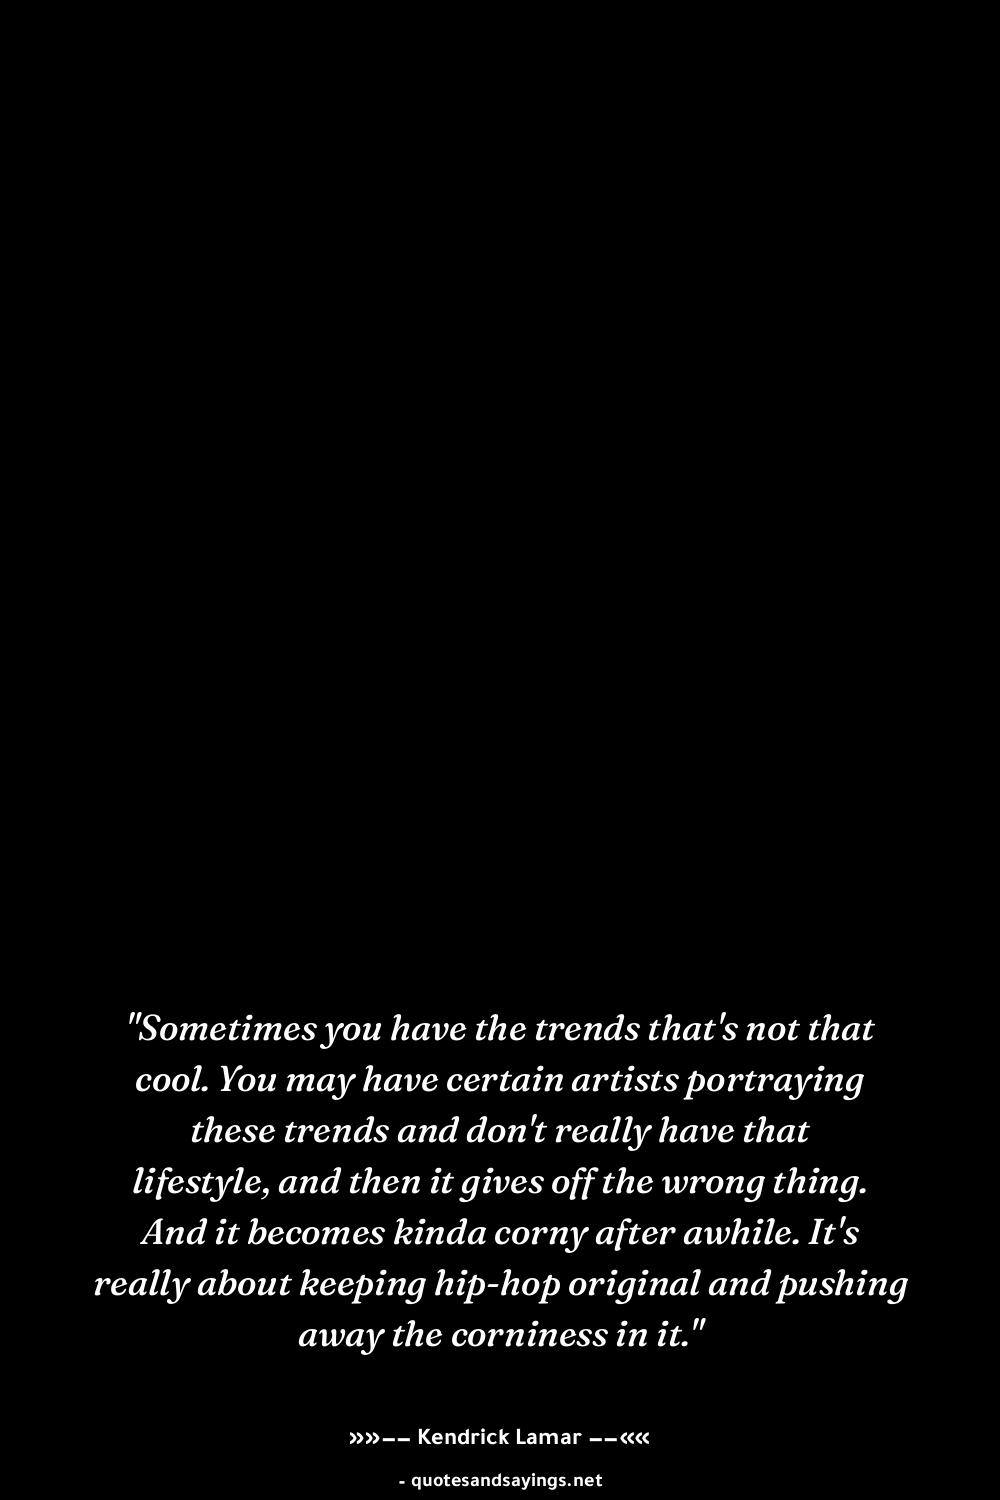 "Sometimes you have the trends that's not that
cool. You may have certain artists portraying
these trends and don't really have that
lifestyle, and then it gives off the wrong thing.
And it becomes kinda corny after awhile. It's
really about keeping hip-hop original and pushing
away the corniness in it."
»»–– Kendrick Lamar ––««
- quotesandsayings.net